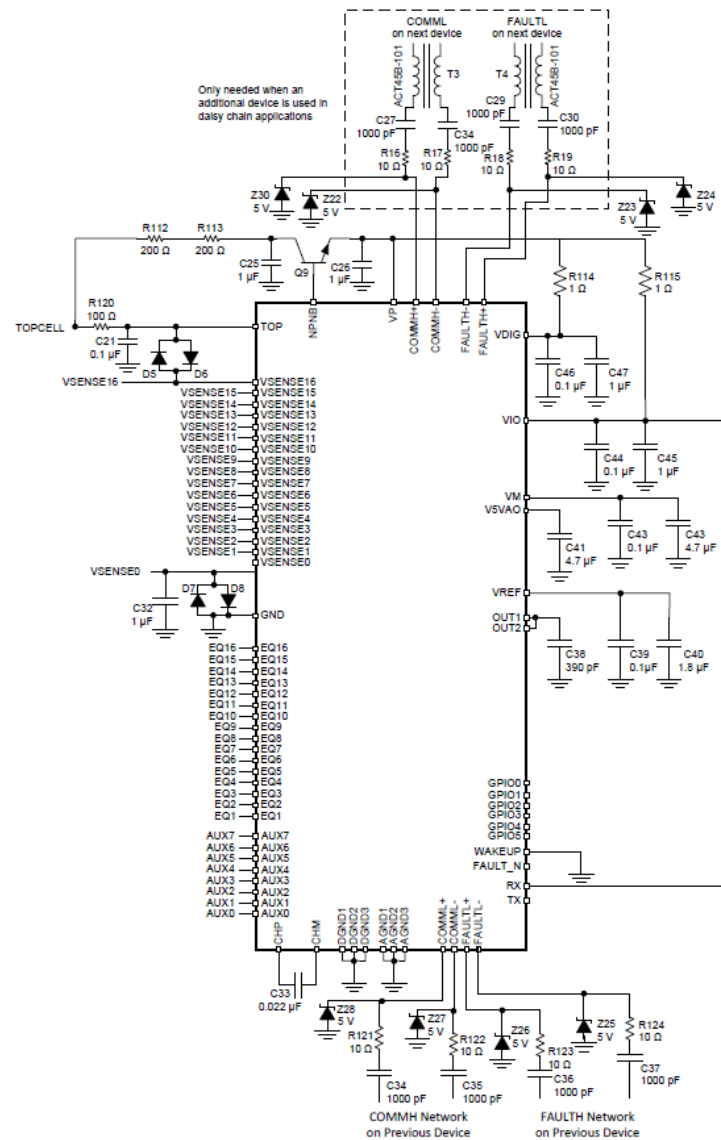 COMML
on next device
FAULTL
on next device
ACT45B-101
T3
T4
ACT45B-101
Only needed when an
additional device is used in
daisy chain applications
C27
1000 pF
C34
1000 pF
C29
1000 pF
C30
1000 pF
R16
10 Ω
R17
10 Ω
R18
10 Ω
R19
10 Ω
Z30
5 V
Z22
5 V
Z23
5 V
Z24
5 V
R112
200 Ω
R113
200 Ω
C25
1 µF
Q9
C26
1 µF
R114
1 Ω
R115
1 Ω
R120
100 Ω
TOPCELL
C21
0.1 µF
D5
D6
TOP
NPNB
VP
COMMH+
COMMH-
FAULTH-
FAULTH+
VDIG
C46
0.1 µF
C47
1 µF
VSENSE16
VSENSE16
VSENSE15
VSENSE15
VSENSE14
VSENSE14
VSENSE13
VSENSE13
VSENSE12
VSENSE12
VSENSE11
VSENSE11
VSENSE10
VSENSE10
VSENSE9
VSENSE9
VSENSE8
VSENSE8
VSENSE7
VSENSE7
VSENSE6
VSENSE6
VSENSE5
VSENSE5
VSENSE4
VSENSE4
VSENSE3
VSENSE3
VSENSE2
VSENSE2
VSENSE1
VSENSE1
VSENSE0
VIO
C44
0.1 µF
C45
1 µF
VM
V5VAO
C41
4.7 µF
C43
0.1 µF
C43
4.7 µF
VSENSE0
D7
D8
C32
1 µF
GND
VREF
OUT1
OUT2
C38
390 pF
C39
0.1µF
C40
1.8 µF
EQ16
EQ16
EQ15
EQ15
EQ14
EQ14
EQ13
EQ13
EQ12
EQ12
EQ11
EQ11
EQ10
EQ10
EQ9
EQ9
EQ8
EQ8
EQ7
EQ7
EQ6
EQ6
EQ5
EQ5
EQ4
EQ4
EQ3
EQ3
EQ2
EQ2
EQ1
EQ1
GPIO0
GPIO1
GPIO2
GPIO3
GPIO4
GPIO5
WAKEUP
FAULT_N
RX
TX
AUX7
AUX7
AUX6
AUX6
AUX5
AUX5
AUX4
AUX4
AUX3
AUX3
AUX2
AUX2
AUX1
AUX1
AUX0
AUX0
CHP
CHM
DGND1
DGND2
DGND3
AGND1
AGND2
AGND3
COMML+
COMML-
FAULTL+
FAULTL-
C33
0.022 µF
Z28
5 V
R121
10 Ω
C34
1000 pF
Z27
5 V
R122
10 Ω
C35
1000 pF
Z26
5 V
R123
10 Ω
C36
1000 pF
Z25
5 V
R124
10 Ω
C37
1000 pF
COMMH Network
on Previous Device
FAULTH Network
on Previous Device